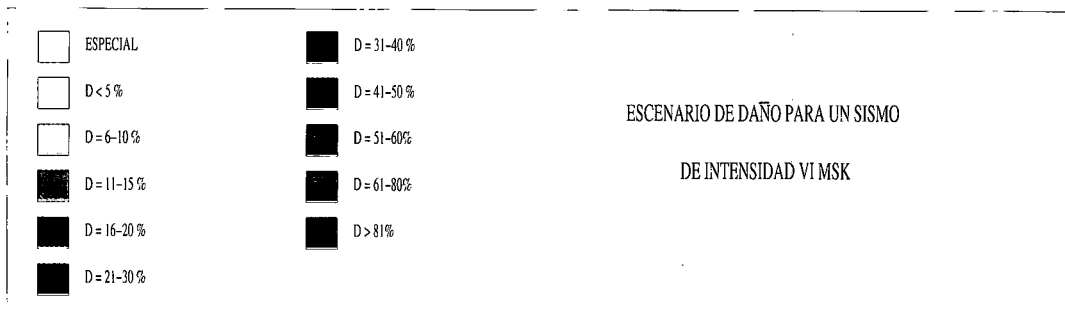 ESPECIAL
D < 5 %
D = 6-10 %
D = 11-15 %
D = 16-20 %
D = 21-30 %
D = 31-40 %
D = 41-50 %
D = 51-60%
D = 61-80%
D > 81%
ESCENARIO DE DAÑO PARA UN SISMO
DE INTENSIDAD VI MSK